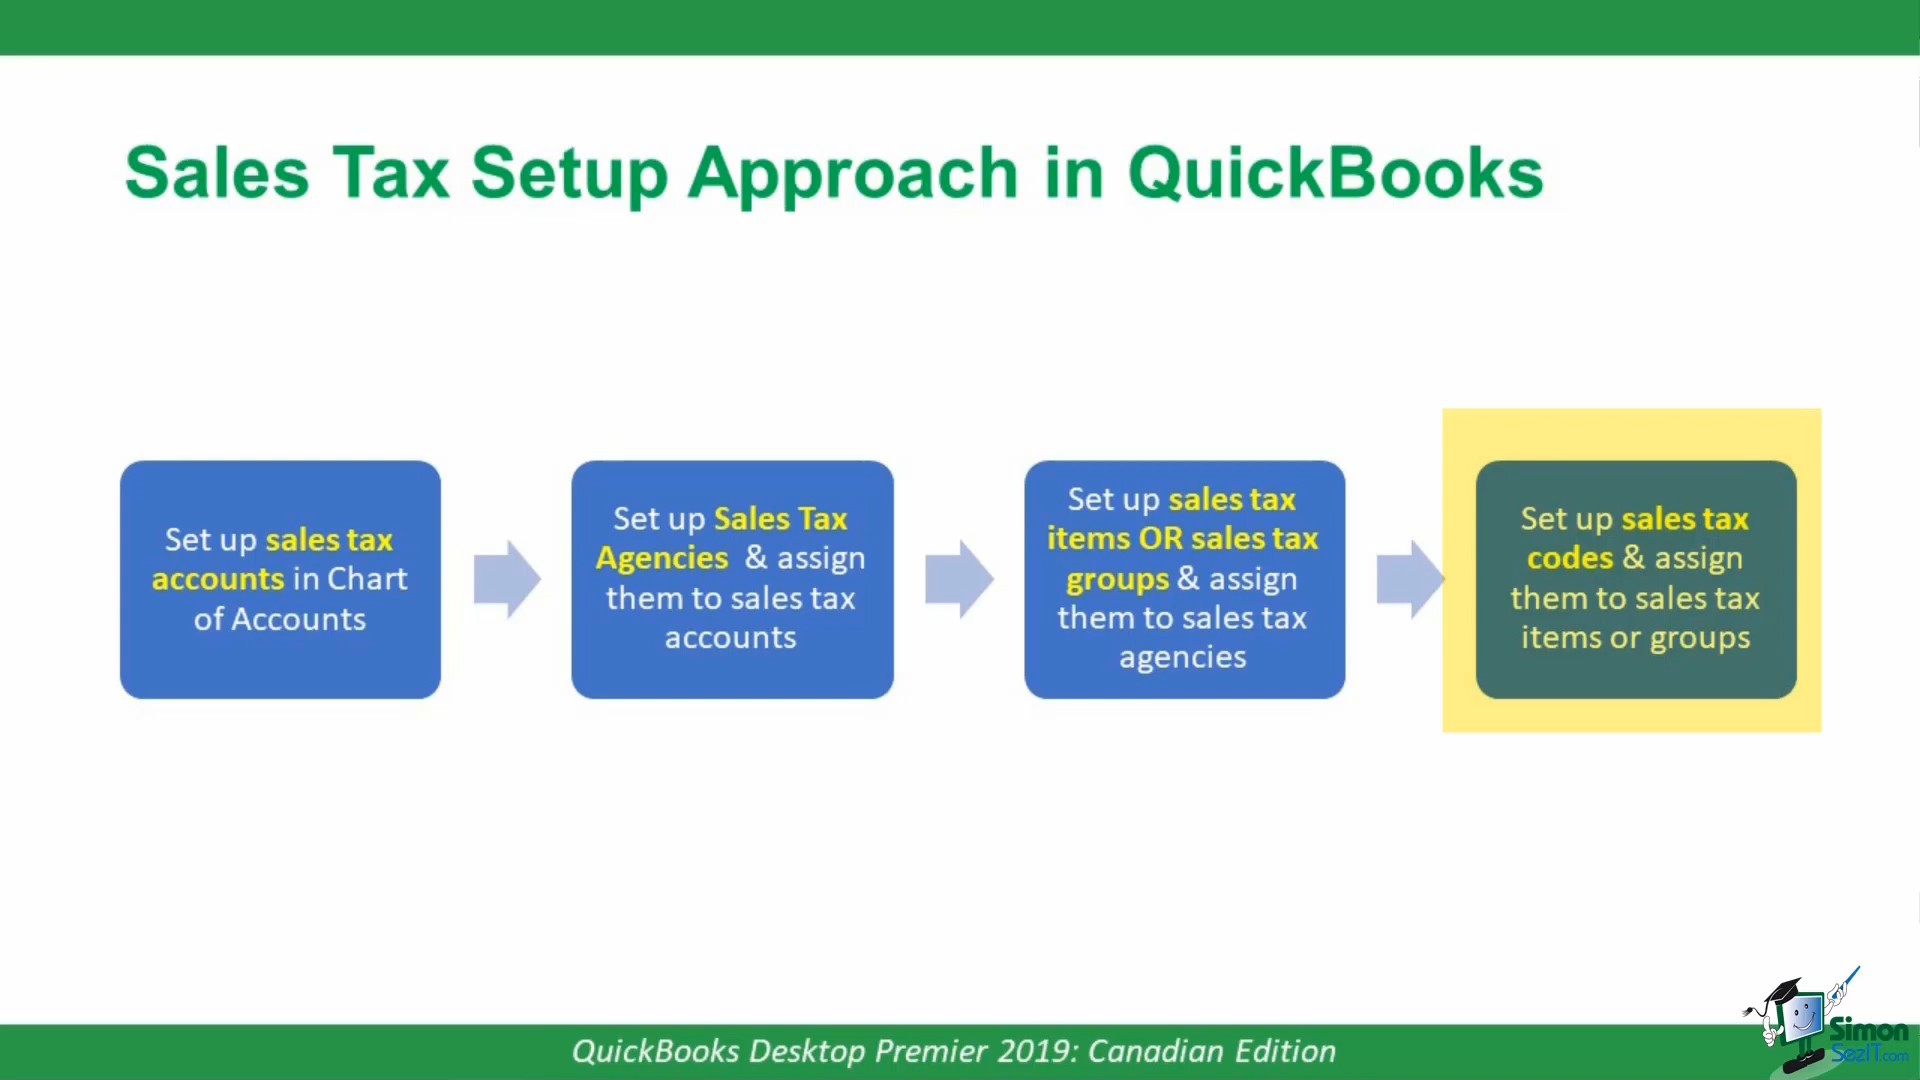 Sales Tax Setup Approach in QuickBooks
Set up sales tax
accounts in Chart
of Accounts
Set up Sales Tax
Agencies & assign
them to sales tax
accounts
Set up sales tax
items OR sales tax
groups & assign
them to sales tax
agencies
Set up sales tax
codes & assign
them to sales tax
items or groups
QuickBooks Desktop Premier 2019: Canadian Edition
Simon
SezIT.com